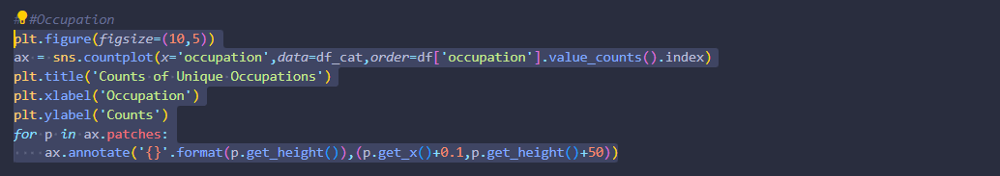 # #Occupation
plt.figure(figsize=(10,5))
ax = sns.countplot(x='occupation',data=df_cat,order=df['occupation'].value_counts().index)
plt.title('Counts of Unique Occupations')
plt.xlabel('Occupation')
plt.ylabel('Counts')
for p in ax.patches:
    ax.annotate('{}'.format(p.get_height()),(p.get_x()+0.1,p.get_height()+50))